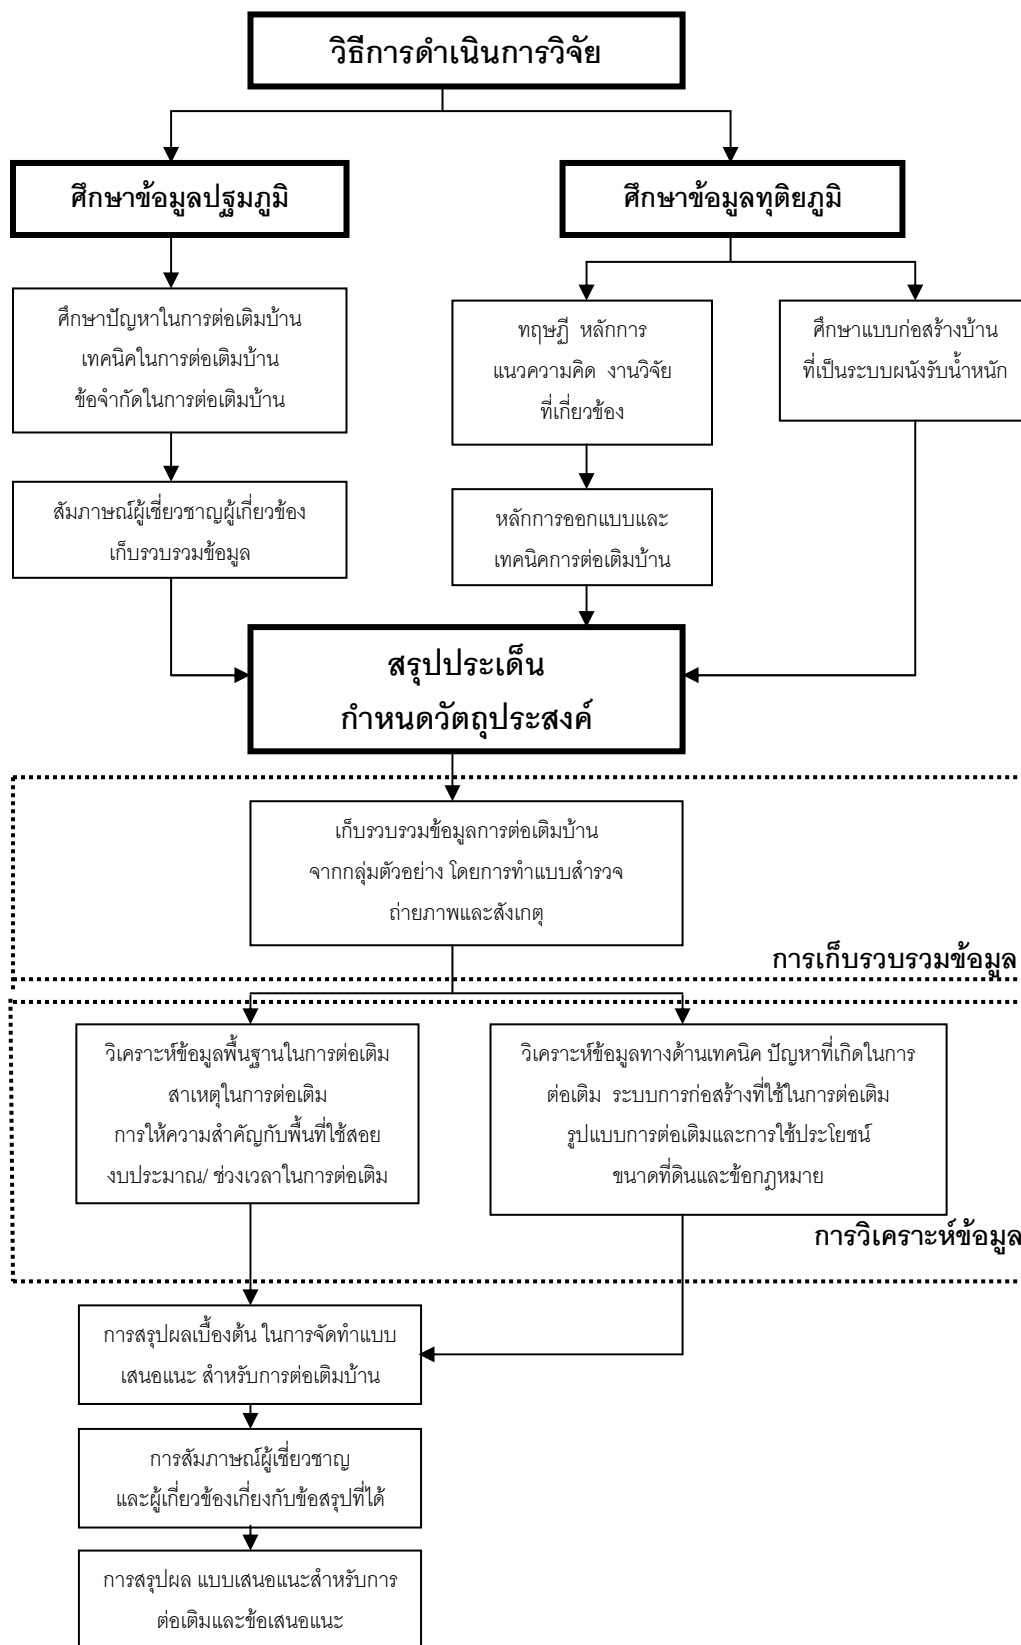 วิธีการดำเนินการวิจัย
ศึกษาข้อมูลปฐมภูมิ
ศึกษาข้อมูลทุติยภูมิ
ศึกษาปัญหาในการต่อเติมบ้าน
เทคนิคในการต่อเติมบ้าน
ข้อจำกัดในการต่อเติมบ้าน
ทฤษฏี หลักการ
แนวความคิด งานวิจัย
ที่เกี่ยวข้อง
ศึกษาแบบก่อสร้างบ้าน
ที่เป็นระบบผนังรับน้ำหนัก
สัมภาษณ์ผู้เชี่ยวชาญผู้เกี่ยวข้อง
เก็บรวบรวมข้อมูล
หลักการออกแบบและ
เทคนิคการต่อเติมบ้าน
สรุปประเด็น
กำหนดวัตถุประสงค์
เก็บรวบรวมข้อมูลการต่อเติมบ้าน
จากกลุ่มตัวอย่าง โดยการทำแบบสำรวจ
ถ่ายภาพและสังเกตุ
การเก็บรวบรวมข้อมูล
วิเคราะห์ข้อมูลพื้นฐานในการต่อเติม
สาเหตุในการต่อเติม
การให้ความสำคัญกับพื้นที่ใช้สอย
งบประมาณ/ ช่วงเวลาในการต่อเติม
วิเคราะห์ข้อมูลทางด้านเทคนิค ปัญหาที่เกิดในการ
ต่อเติม ระบบการก่อสร้างที่ใช้ในการต่อเติม
รูปแบบการต่อเติมและการใช้ประโยชน์
ขนาดที่ดินและข้อกฎหมาย
การวิเคราะห์ข้อมูล
การสรุปผลเบื้องต้น ในการจัดทำแบบ
เสนอแนะ สำหรับการต่อเติมบ้าน
การสัมภาษณ์ผู้เชี่ยวชาญ
และผู้เกี่ยวข้องเกี่ยงกับข้อสรุปที่ได้
การสรุปผล แบบเสนอแนะสำหรับการ
ต่อเติมและข้อเสนอแนะ